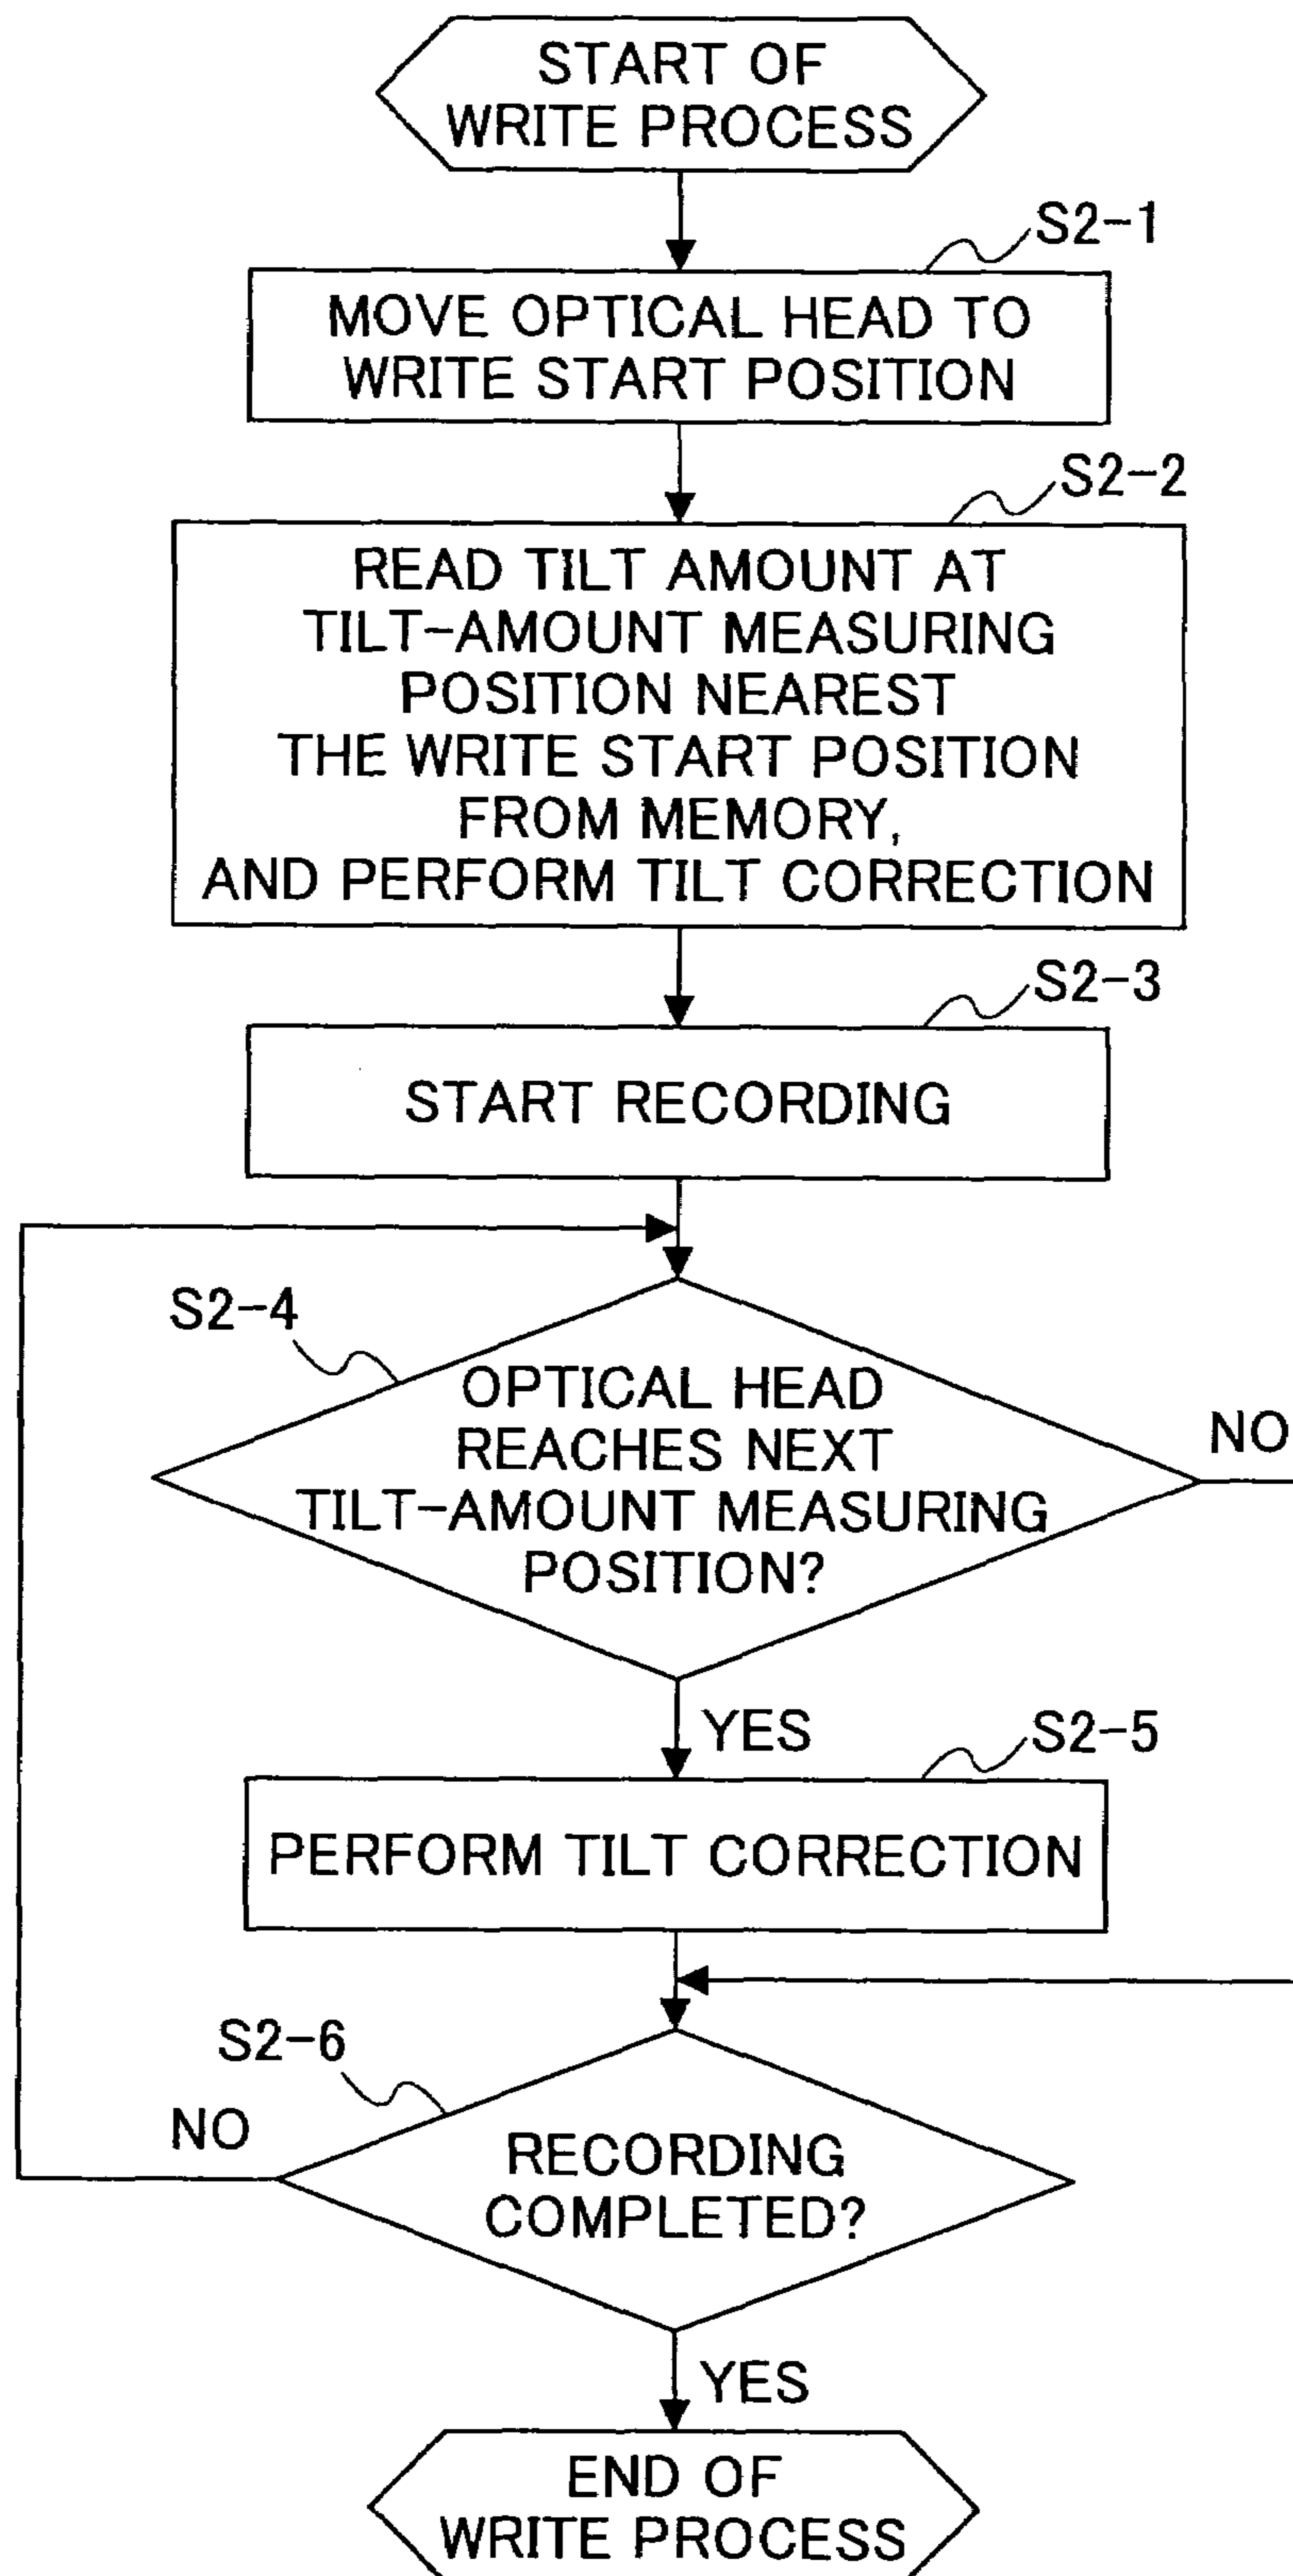 START OF
WRITE PROCESS
S2-1
MOVE OPTICAL HEAD TO
WRITE START POSITION
S2-2
READ TILT AMOUNT AT
TILT-AMOUNT MEASURING
POSITION NEAREST
THE WRITE START POSITION
FROM MEMORY,
AND PERFORM TILT CORRECTION
S2-3
START RECORDING
S2-4
OPTICAL HEAD
REACHES NEXT
TILT-AMOUNT MEASURING
POSITION?
NO
YES
S2-5
PERFORM TILT CORRECTION
S2-6
NO
RECORDING
COMPLETED?
YES
END OF
WRITE PROCESS